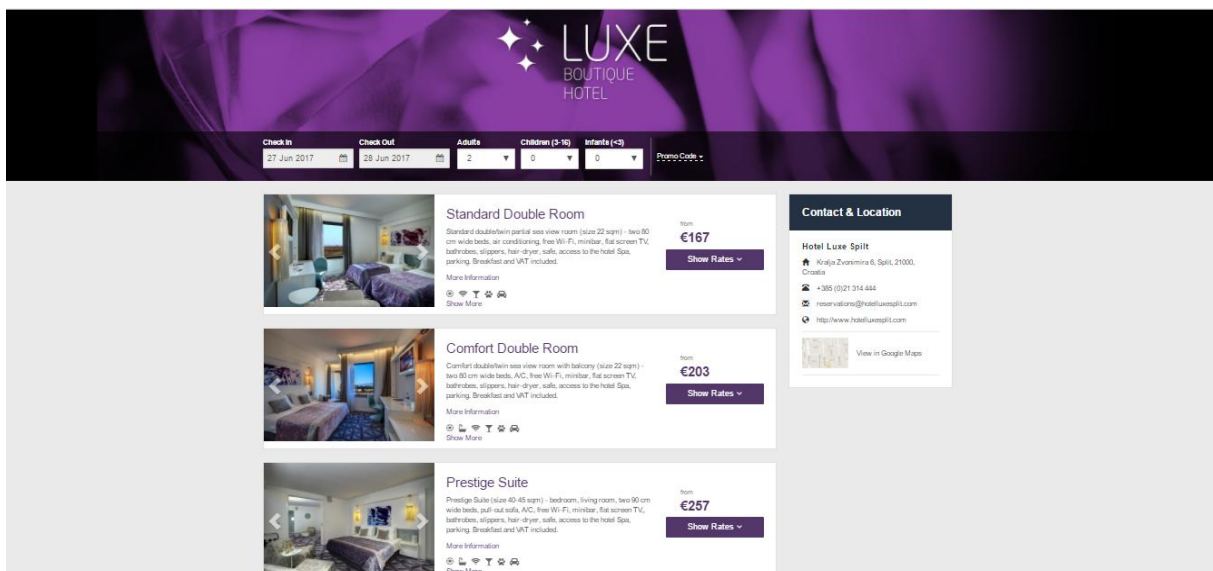 LUXE
BOUTIQUE
HOTEL
Check In
Check Out
Adults
Children (3-16)
Infants (<3)
27 Jun 2017
28 Jun 2017
2
0
0
Promo Code
Standard Double Room
Standard double/twin partial sea view room (size 22 sqm) - two 80
cm wide beds, air conditioning, free Wi-Fi, minibar, flat screen TV,
bathrobes, slippers, hair-dryer, safe, access to the hotel Spa,
parking. Breakfast and VAT included.
More Information
Show More
from
€167
Show Rates
Comfort Double Room
Comfort double/twin sea view room with balcony (size 22 sqm) -
two 80 cm wide beds, A/C, free Wi-Fi, minibar, flat screen TV,
bathrobes, slippers, hair-dryer, safe, access to the hotel Spa,
parking. Breakfast and VAT included.
More Information
Show More
from
€203
Show Rates
Prestige Suite
Prestige Suite (size 40-45 sqm) - bedroom, living room, two 90 cm
wide beds, pull-out sofa, A/C, free Wi-Fi, minibar, flat screen TV,
bathrobes, slippers, hair-dryer, safe, access to the hotel Spa,
parking. Breakfast and VAT included.
More Information
Show More
from
€257
Show Rates
Contact & Location
Hotel Luxe Spilt
Kralja Zvonimira 6, Split, 21000,
Croatia
+385 (0)21 314 444
reservations@hotelluxesplit.com
http://www.hotelluxesplit.com
View in Google Maps